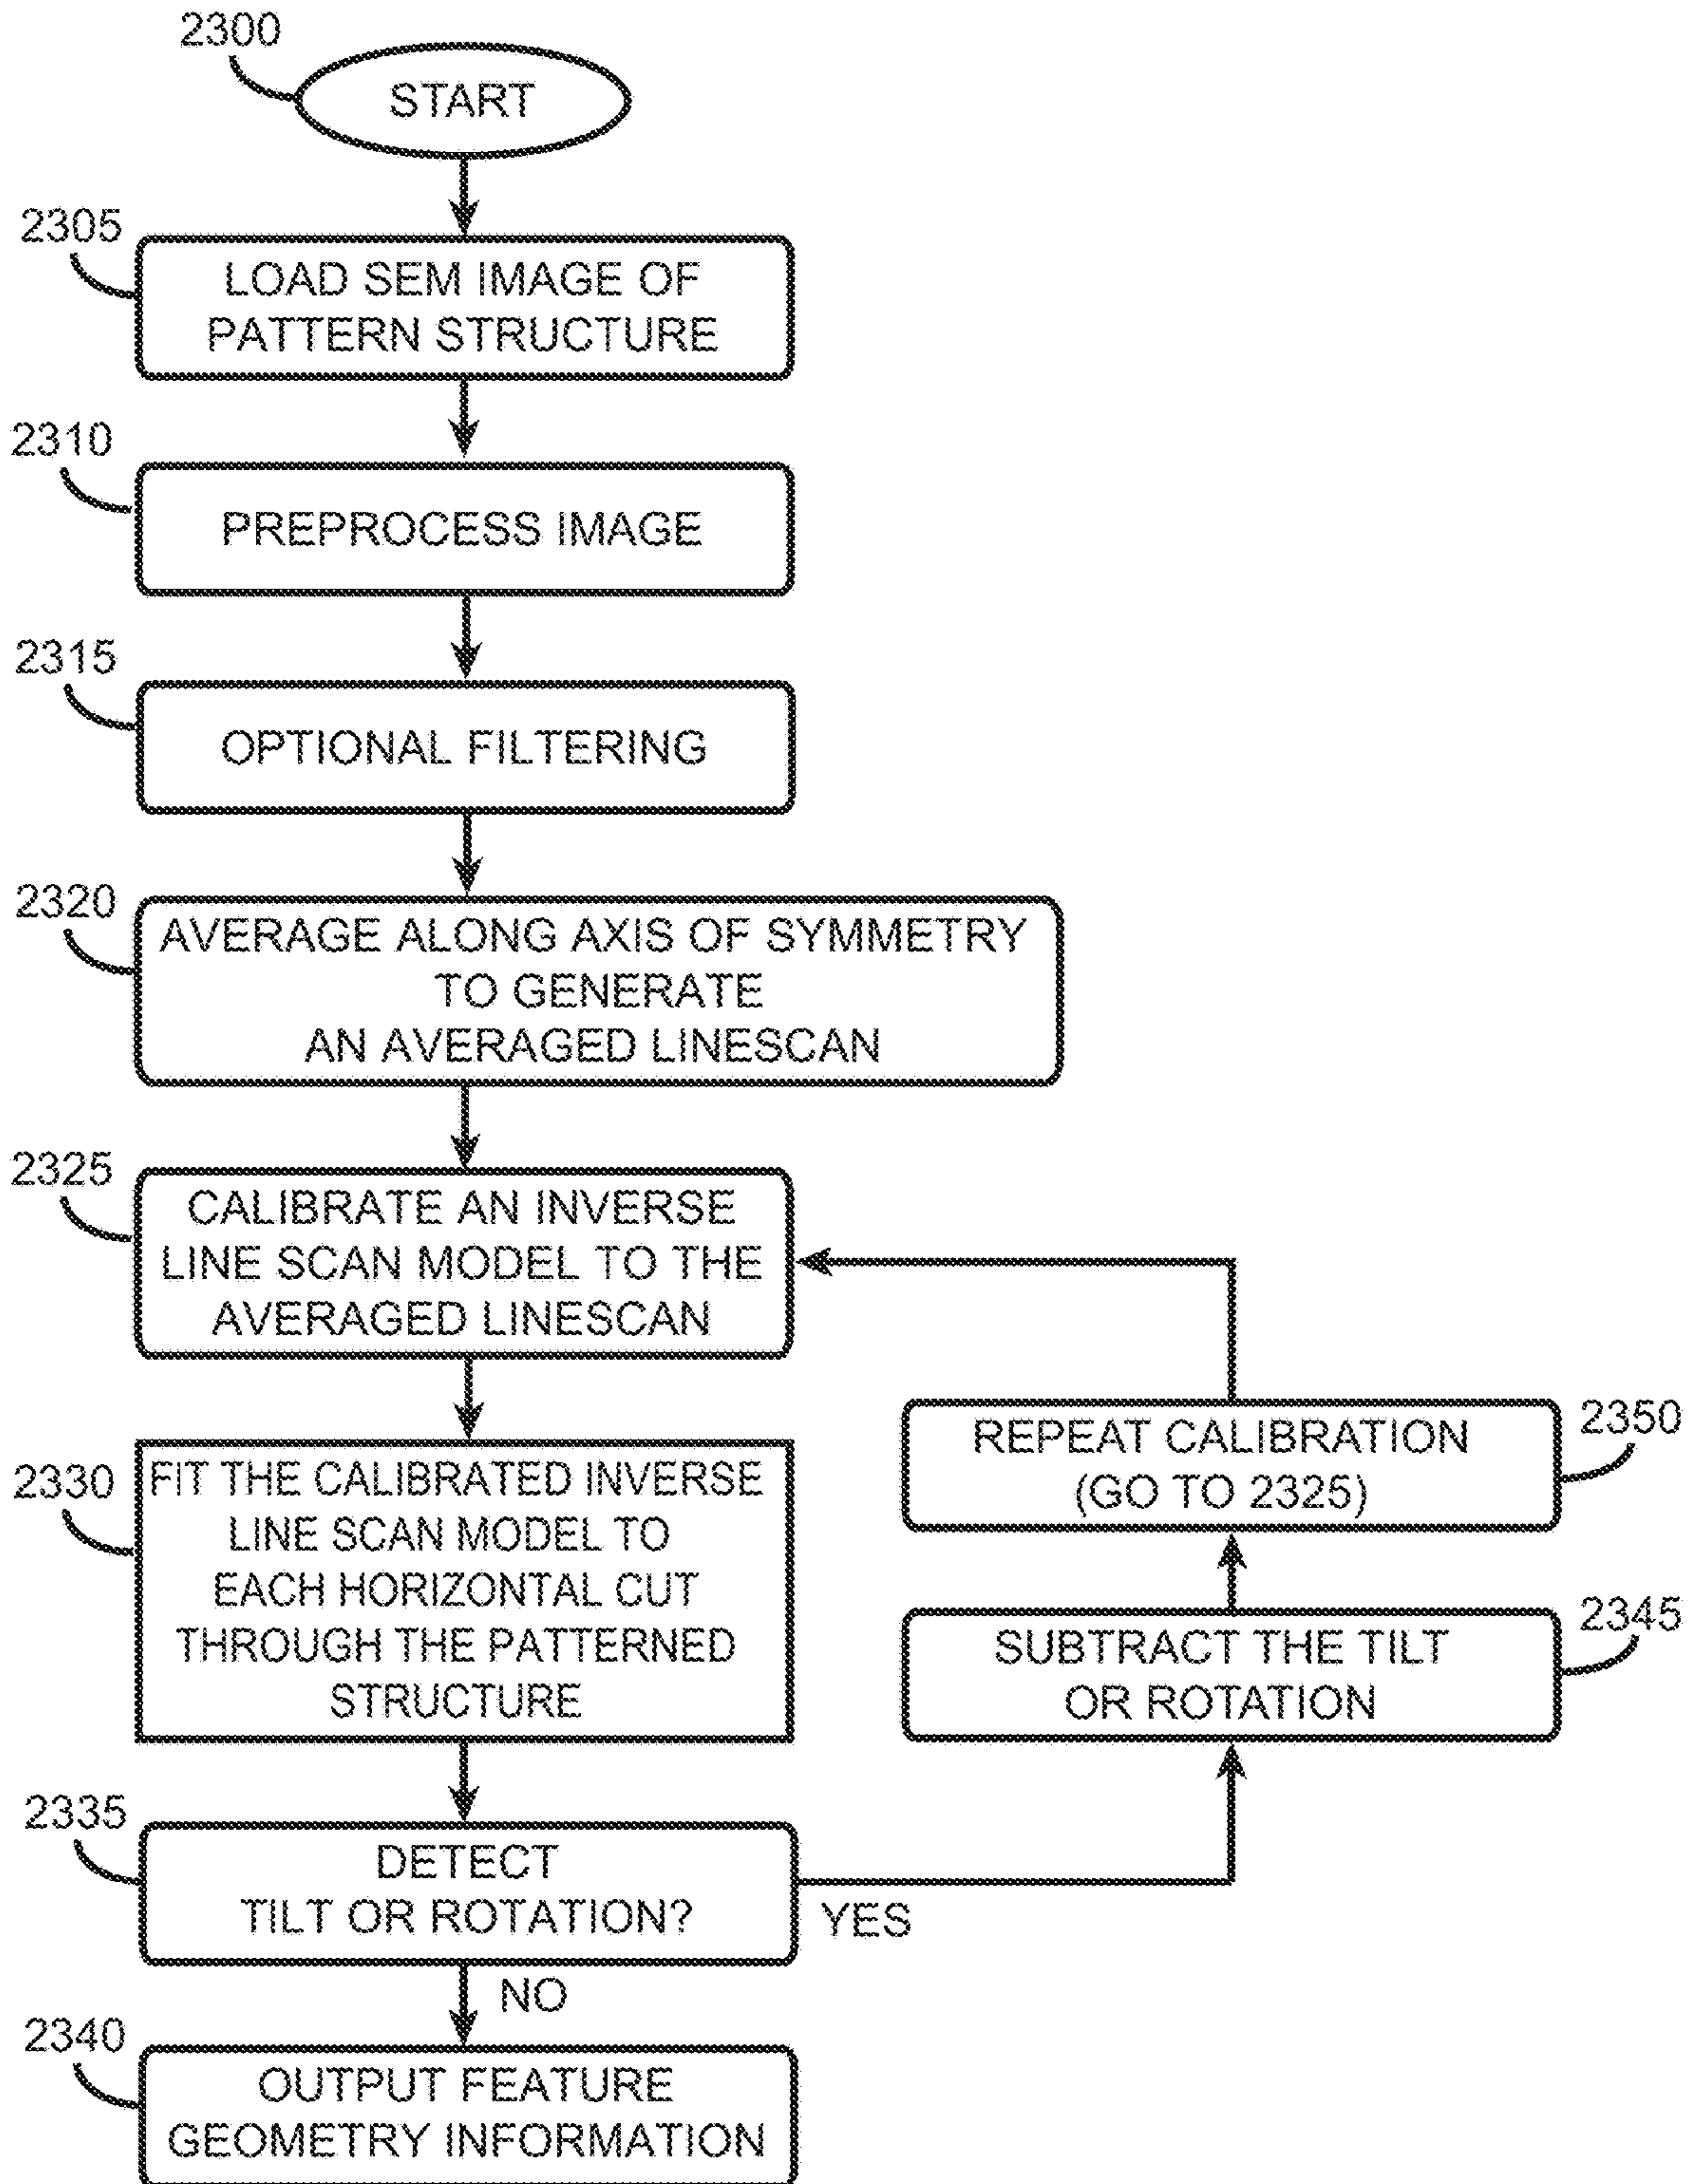 2300
START
2305
LOAD SEM IMAGE OF
PATTERN STRUCTURE
2310
PREPROCESS IMAGE
2315
OPTIONAL FILTERING
2320
AVERAGE ALONG AXIS OF SYMMETRY
TO GENERATE
AN AVERAGED LINESCAN
2325
CALIBRATE AN INVERSE
LINE SCAN MODEL TO THE
AVERAGED LINESCAN
2330
FIT THE CALIBRATED INVERSE
LINE SCAN MODEL TO
EACH HORIZONTAL CUT
THROUGH THE PATTERNED
STRUCTURE
2335
DETECT
TILT OR ROTATION?
YES
NO
2340
OUTPUT FEATURE
GEOMETRY INFORMATION
2345
SUBTRACT THE TILT
OR ROTATION
2350
REPEAT CALIBRATION
(GO TO 2325)